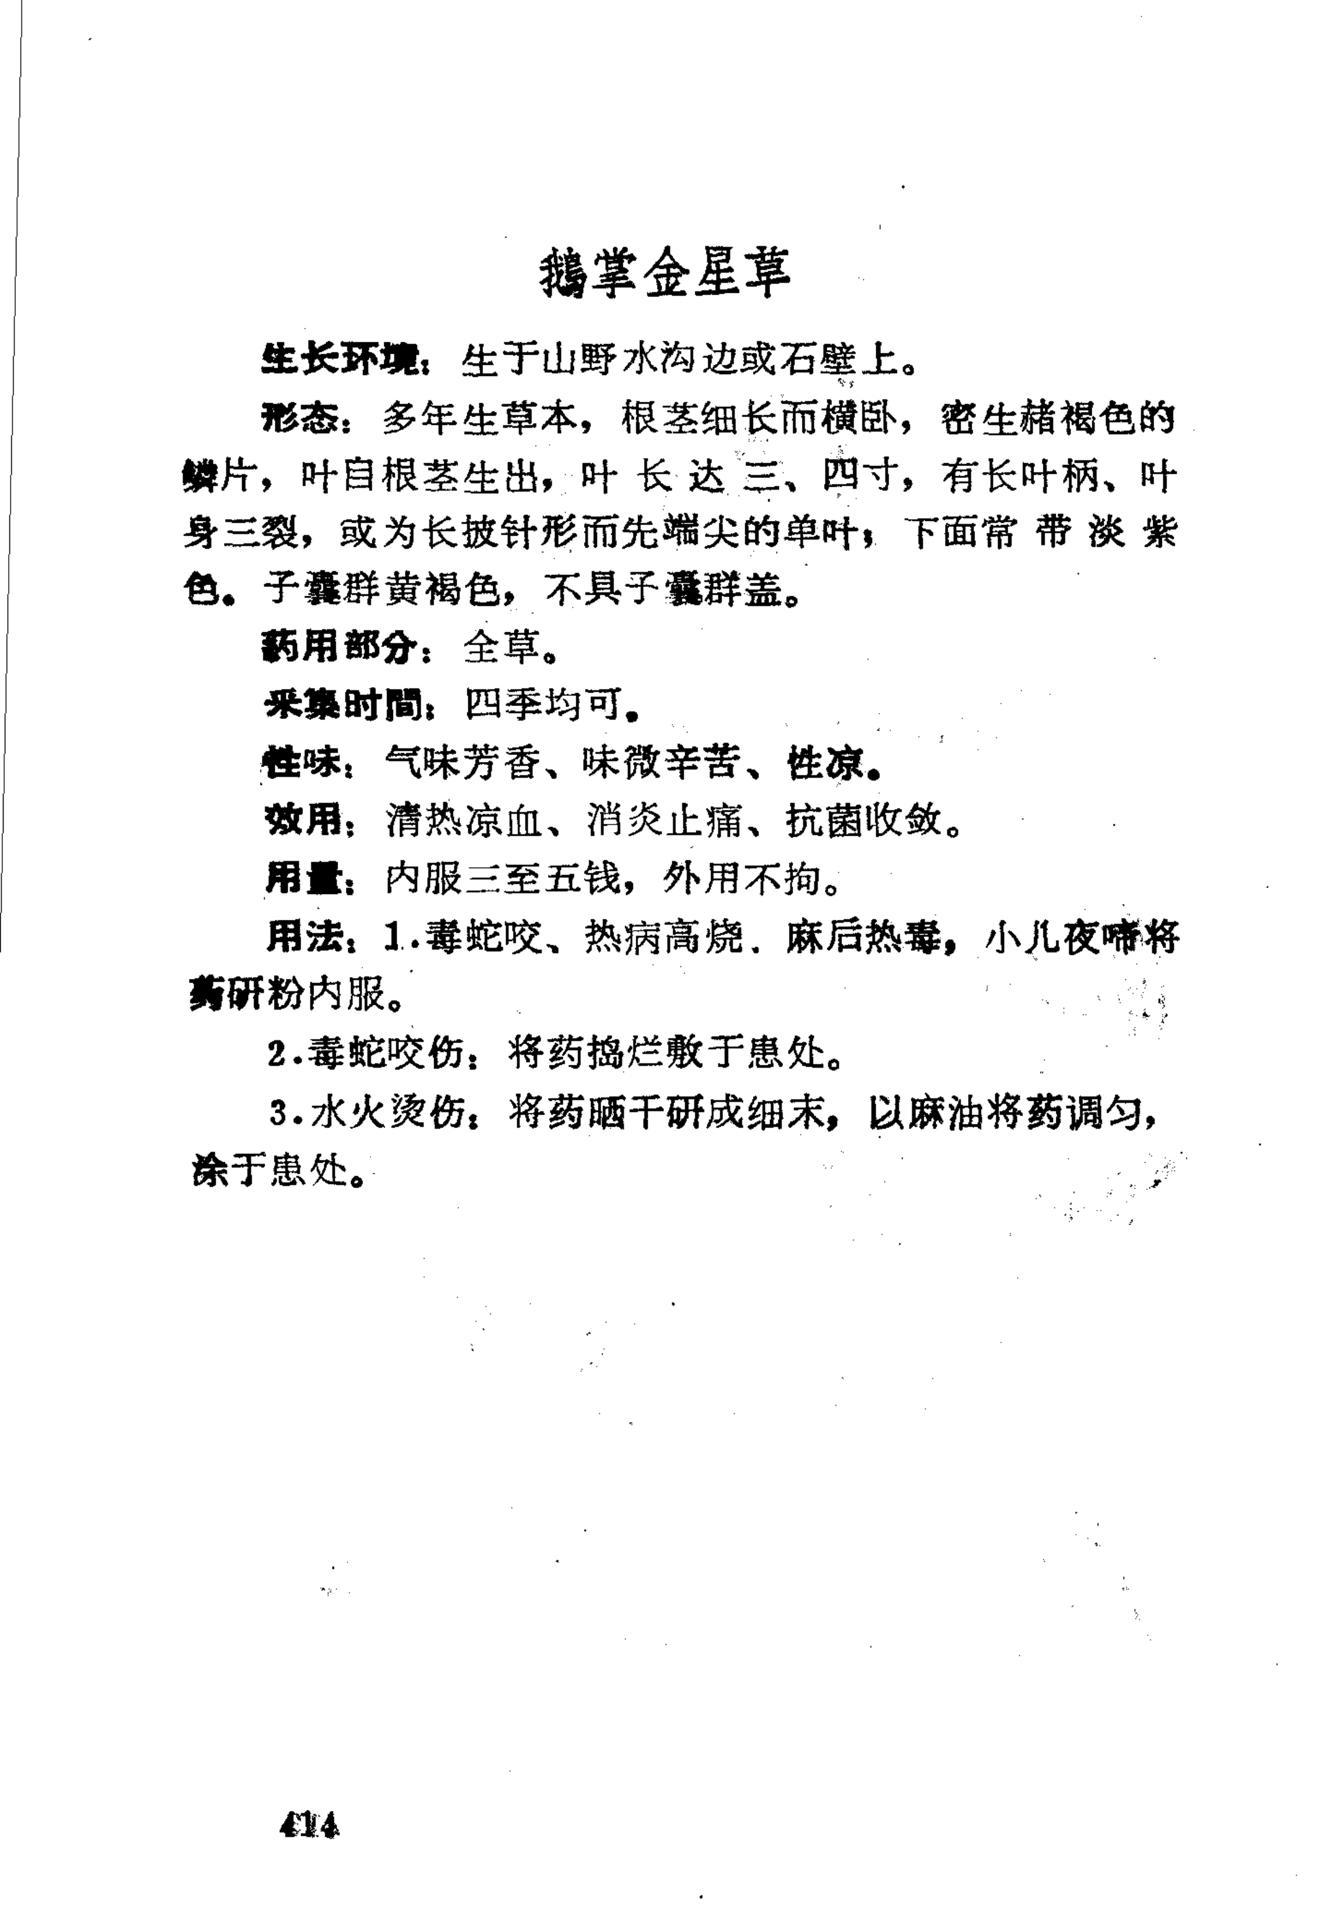 鹅掌金星草
生长环境：生于山野水沟边或石壁上。
形态：多年生草本，根茎细长而横卧，密生赭褐色的
鳞片，叶自根茎生出，叶长达三、四寸，有长叶柄、叶
身三裂，或为长披针形而先端尖的单叶；下面常带淡紫
色。子囊群黄褐色，不具子囊群盖。
药用部分：全草。
采集时間：四季均可。
性味：气味芳香、味微辛苦、性凉。
效用：清热凉血、消炎止痛、抗菌收敛。
用量：内服三至五钱，外用不拘。
用法：1.毒蛇咬、热病高烧．麻后热毒，小儿夜啼将
药研粉内服。
2.毒蛇咬伤：将药捣烂敷于患处。
3.水火烫伤：将药晒干研成细末，以麻油将药调匀，
涂于患处。
414